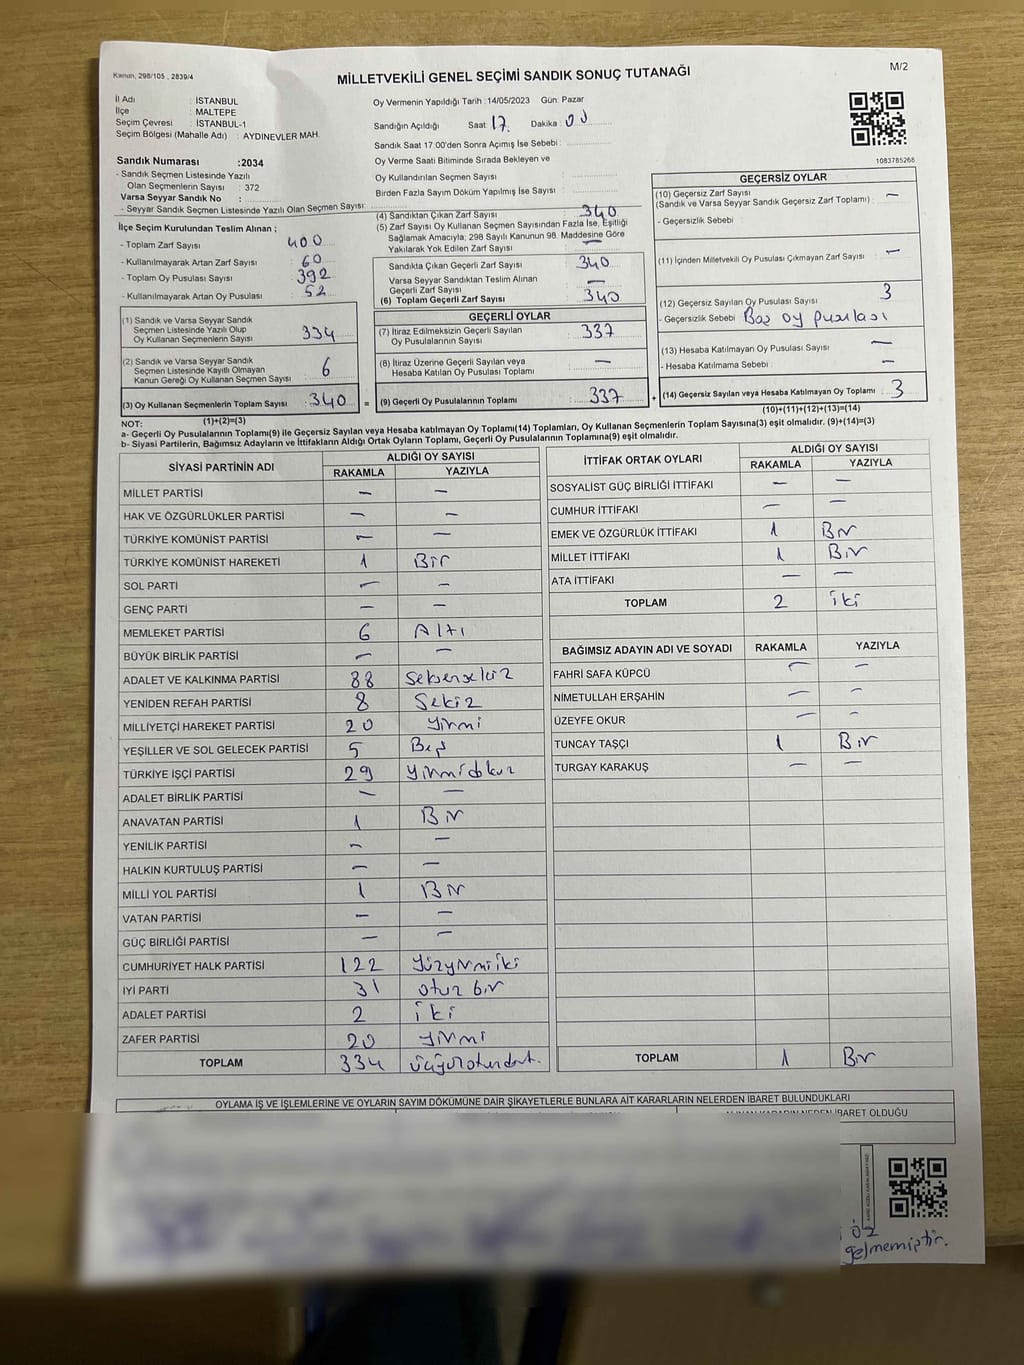 Kanun, 298/105 , 2839/4
MİLLETVEKİLİ GENEL SEÇİMİ SANDIK SONUÇ TUTANAĞI
M/2
İl Adı : İSTANBUL
İlçe : MALTEPE
Seçim Çevresi : İSTANBUL-1
Seçim Bölgesi (Mahalle Adı) : AYDINEVLER MAH.
Oy Vermenin Yapıldığı Tarih :14/05/2023 Gün: Pazar
Sandığın Açıldığı Saat: 17 Dakika: 00
Sandık Saat 17.00'den Sonra Açımış İse Sebebi :
Oy Verme Saati Bitiminde Sırada Bekleyen ve
Oy Kullandırılan Seçmen Sayısı :
Birden Fazla Sayım Döküm Yapılmış İse Sayısı :
1083785268
Sandık Numarası :2034
- Sandık Seçmen Listesinde Yazılı
Olan Seçmenlerin Sayısı : 372
Varsa Seyyar Sandık No :
- Seyyar Sandık Seçmen Listesinde Yazılı Olan Seçmen Sayısı :
İlçe Seçim Kurulundan Teslim Alınan ;
- Toplam Zarf Sayısı : 400
- Kullanılmayarak Artan Zarf Sayısı : 60
- Toplam Oy Pusulası Sayısı : 392
- Kullanılmayarak Artan Oy Pusulası : 52
(1) Sandık ve Varsa Seyyar Sandık
Seçmen Listesinde Yazılı Olup
Oy Kullanan Seçmenlerin Sayısı : 334
(2) Sandık ve Varsa Seyyar Sandık
Seçmen Listesinde Kayıtlı Olmayan
Kanun Gereği Oy Kullanan Seçmen Sayısı : 6
(3) Oy Kullanan Seçmenlerin Toplam Sayısı : 340 =
(1)+(2)=(3)
(4) Sandıktan Çıkan Zarf Sayısı : 340
(5) Zarf Sayısı Oy Kullanan Seçmen Sayısından Fazla İse, Eşitliği
Sağlamak Amacıyla, 298 Sayılı Kanunun 98. Maddesine Göre
Yakılarak Yok Edilen Zarf Sayısı : —
Sandıkta Çıkan Geçerli Zarf Sayısı : 340
Varsa Seyyar Sandıktan Teslim Alınan
Geçerli Zarf Sayısı : —
(6) Toplam Geçerli Zarf Sayısı : 340
GEÇERLİ OYLAR
(7) İtiraz Edilmeksizin Geçerli Sayılan
Oy Pusulalarının Sayısı : 337
(8) İtiraz Üzerine Geçerli Sayılan veya
Hesaba Katılan Oy Pusulası Toplamı : —
(9) Geçerli Oy Pusulalarının Toplamı : 337 +
GEÇERSİZ OYLAR
(10) Geçersiz Zarf Sayısı : —
(Sandık ve Varsa Seyyar Sandık Geçersiz Zarf Toplamı)
- Geçersizlik Sebebi :
(11) İçinden Milletvekili Oy Pusulası Çıkmayan Zarf Sayısı : —
(12) Geçersiz Sayılan Oy Pusulası Sayısı : 3
- Geçersizlik Sebebi : Boş oy pusulası
(13) Hesaba Katılmayan Oy Pusulası Sayısı : —
- Hesaba Katılmama Sebebi : —
(14) Geçersiz Sayılan veya Hesaba Katılmayan Oy Toplamı : 3
(10)+(11)+(12)+(13)=(14)
NOT:
a- Geçerli Oy Pusulalarının Toplamı(9) ile Geçersiz Sayılan veya Hesaba katılmayan Oy Toplamı(14) Toplamları, Oy Kullanan Seçmenlerin Toplam Sayısına(3) eşit olmalıdır. (9)+(14)=(3)
b- Siyasi Partilerin, Bağımsız Adayların ve İttifakların Aldığı Ortak Oyların Toplamı, Geçerli Oy Pusulalarının Toplamına(9) eşit olmalıdır.
SİYASİ PARTİNİN ADI ALDIĞI OY SAYISI
RAKAMLA YAZIYLA
MİLLET PARTİSİ — —
HAK VE ÖZGÜRLÜKLER PARTİSİ — —
TÜRKİYE KOMÜNİST PARTİSİ — —
TÜRKİYE KOMÜNİST HAREKETİ 1 Bir
SOL PARTİ — —
GENÇ PARTİ — —
MEMLEKET PARTİSİ 6 Altı
BÜYÜK BİRLİK PARTİSİ — —
ADALET VE KALKINMA PARTİSİ 88 Seksensekiz
YENİDEN REFAH PARTİSİ 8 Sekiz
MİLLİYETÇİ HAREKET PARTİSİ 20 Yirmi
YEŞİLLER VE SOL GELECEK PARTİSİ 5 Beş
TÜRKİYE İŞÇİ PARTİSİ 29 Yirmidokuz
ADALET BİRLİK PARTİSİ — —
ANAVATAN PARTİSİ 1 Bir
YENİLİK PARTİSİ — —
HALKIN KURTULUŞ PARTİSİ — —
MİLLİ YOL PARTİSİ 1 Bir
VATAN PARTİSİ — —
GÜÇ BİRLİĞİ PARTİSİ — —
CUMHURİYET HALK PARTİSİ 122 Yüzyirmiiki
İYİ PARTİ 31 otuz bir
ADALET PARTİSİ 2 iki
ZAFER PARTİSİ 20 Yirmi
TOPLAM 334 üçyüzotuzdört.
İTTİFAK ORTAK OYLARI ALDIĞI OY SAYISI
RAKAMLA YAZIYLA
SOSYALİST GÜÇ BİRLİĞİ İTTİFAKI — —
CUMHUR İTTİFAKI — —
EMEK VE ÖZGÜRLÜK İTTİFAKI 1 Bir
MİLLET İTTİFAKI 1 Bir
ATA İTTİFAKI — —
TOPLAM 2 iki
BAĞIMSIZ ADAYIN ADI VE SOYADI RAKAMLA YAZIYLA
FAHRİ SAFA KÜPCÜ — —
NİMETULLAH ERŞAHİN — —
ÜZEYFE OKUR — —
TUNCAY TAŞÇI 1 Bir
TURGAY KARAKUŞ — —
TOPLAM 1 Bir
OYLAMA İŞ VE İŞLEMLERİNE VE OYLARIN SAYIM DÖKÜMÜNE DAİR ŞİKAYETLERLE BUNLARA AİT KARARLARIN NELERDEN İBARET BULUNDUKLARI
ALINAN KARARIN NEDEN İBARET OLDUĞU
gelmemiştir.